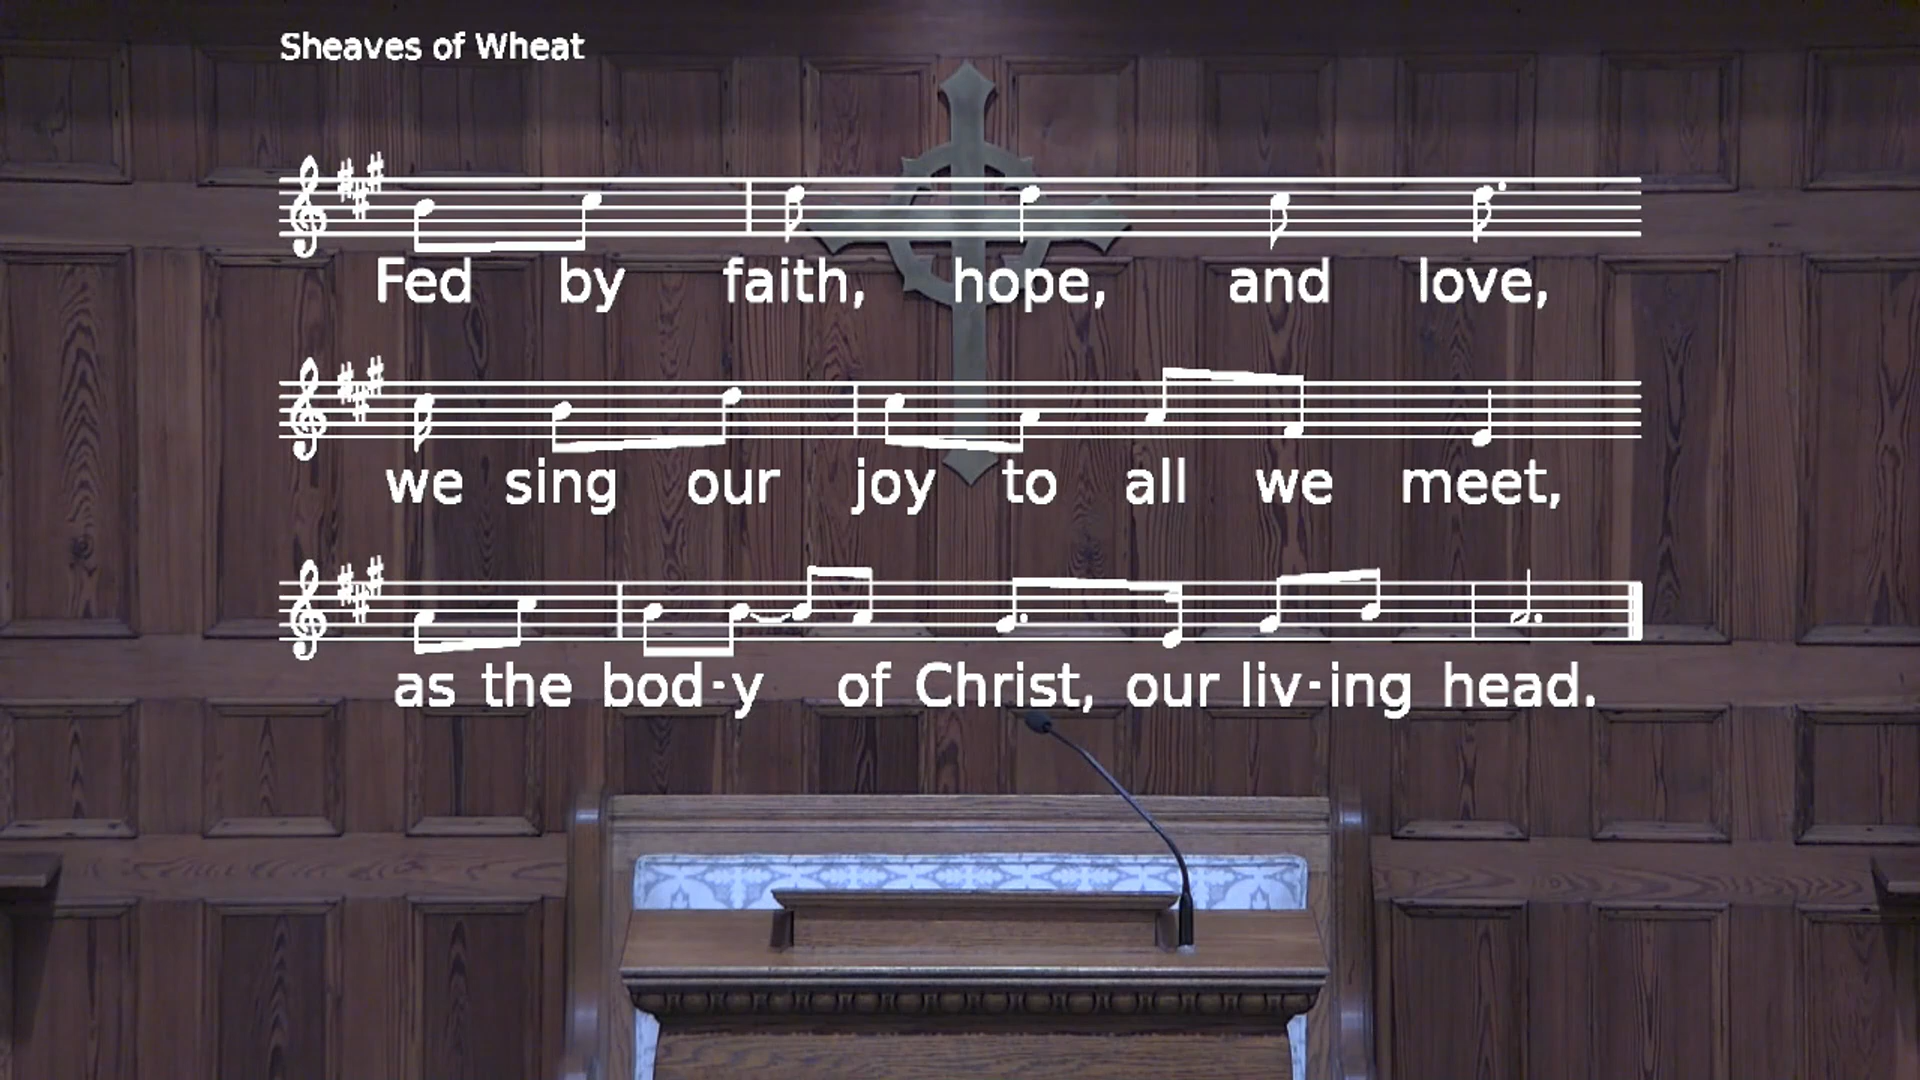 Sheaves of Wheat
Fed by faith, hope, and love,
we sing our joy to all we meet,
as the bod-y of Christ, our liv-ing head.